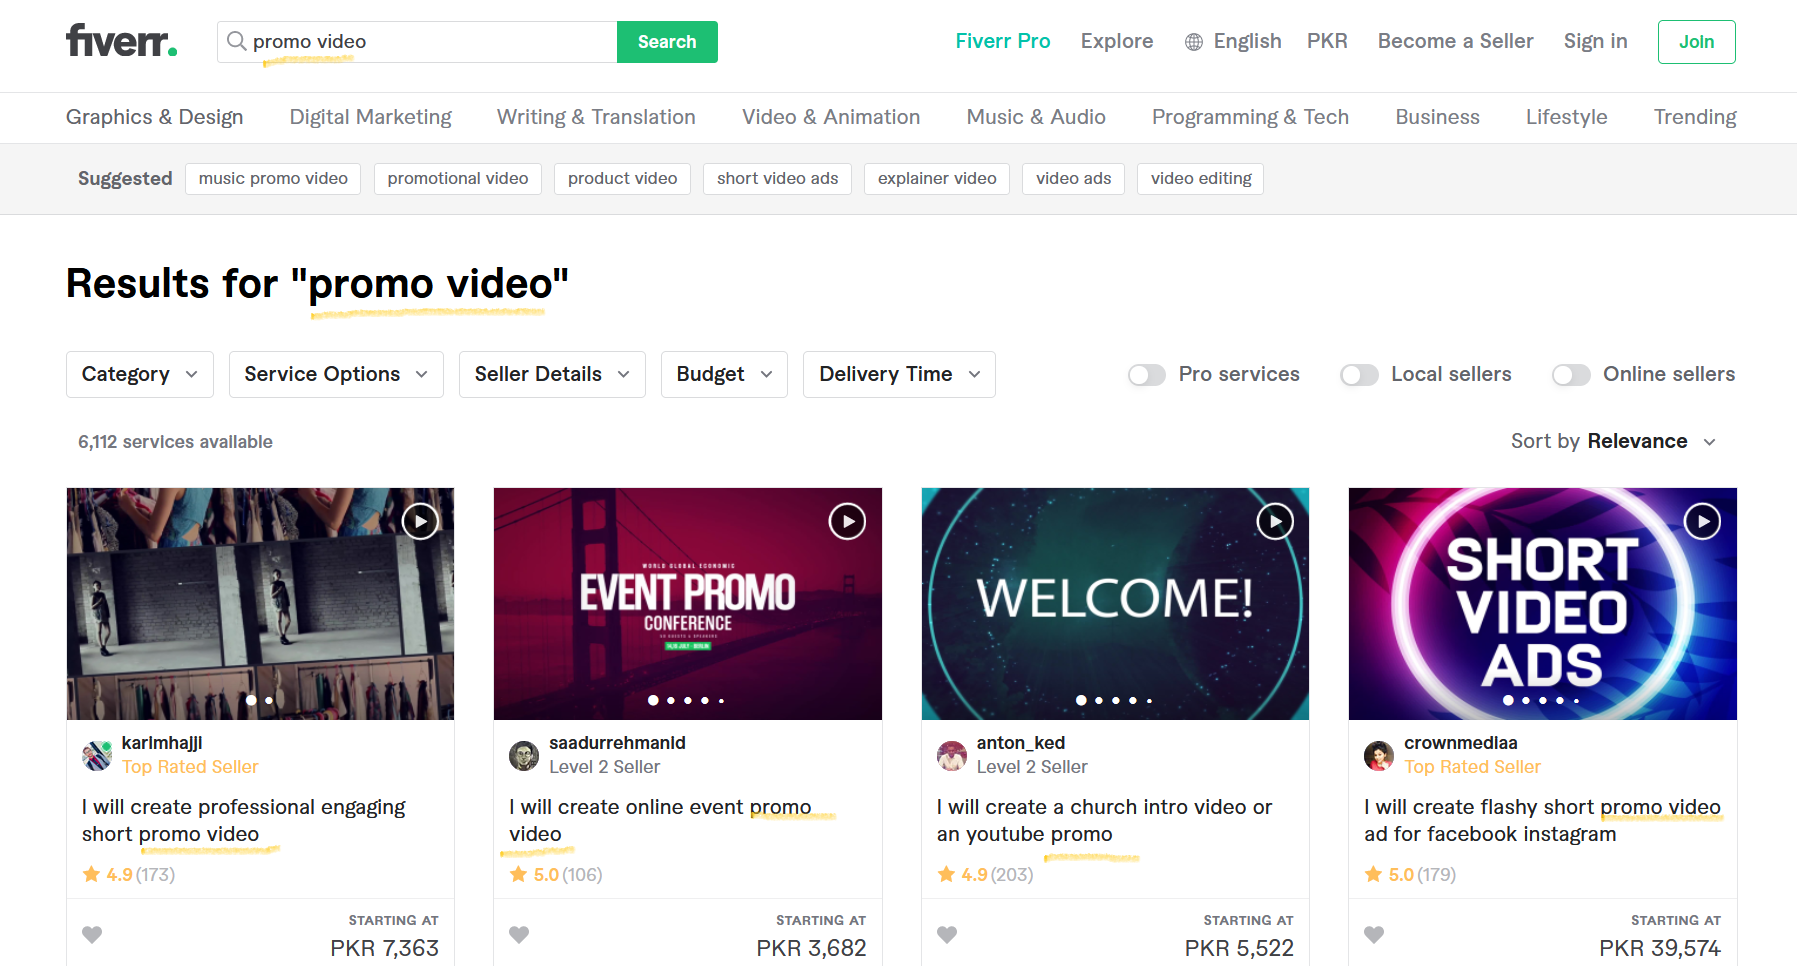 fiverr.
promo video
Search
Fiverr Pro
Explore
English
PKR
Become a Seller
Sign in
Join
Graphics & Design
Digital Marketing
Writing & Translation
Video & Animation
Music & Audio
Programming & Tech
Business
Lifestyle
Trending
Suggested
music promo video
promotional video
product video
short video ads
explainer video
video ads
video editing
Results for "promo video"
Category
Service Options
Seller Details
Budget
Delivery Time
Pro services
Local sellers
Online sellers
6,112 services available
Sort by Relevance
WORLD GLOBAL ECONOMIC
EVENT PROMO
CONFERENCE
WELCOME!
SHORT
VIDEO
ADS
karimhajji
Top Rated Seller
I will create professional engaging
short promo video
4.9 (173)
STARTING AT
PKR 7,363
saadurrehmanid
Level 2 Seller
I will create online event promo
video
5.0 (106)
STARTING AT
PKR 3,682
anton_ked
Level 2 Seller
I will create a church intro video or
an youtube promo
4.9 (203)
STARTING AT
PKR 5,522
crownmediaa
Top Rated Seller
I will create flashy short promo video
ad for facebook instagram
5.0 (179)
STARTING AT
PKR 39,574